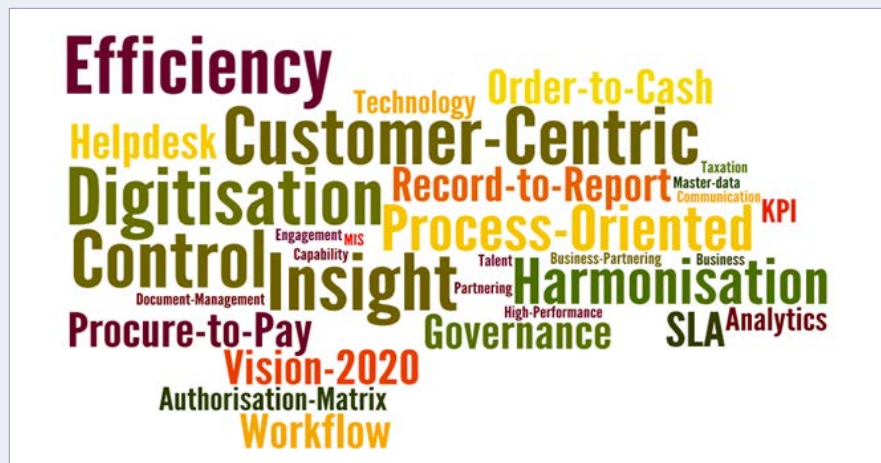 Efficiency
Technology
Order-to-Cash
Helpdesk
Customer-Centric
Taxation
Digitisation
Record-to-Report
Master-data
Communication
KPI
Process-Oriented
Control
Engagement
MIS
Capability
Insight
Talent
Business-Partnering
Business
Partnering
Harmonisation
Document-Management
High-Performance
Procure-to-Pay
Governance
SLA
Analytics
Vision-2020
Authorisation-Matrix
Workflow